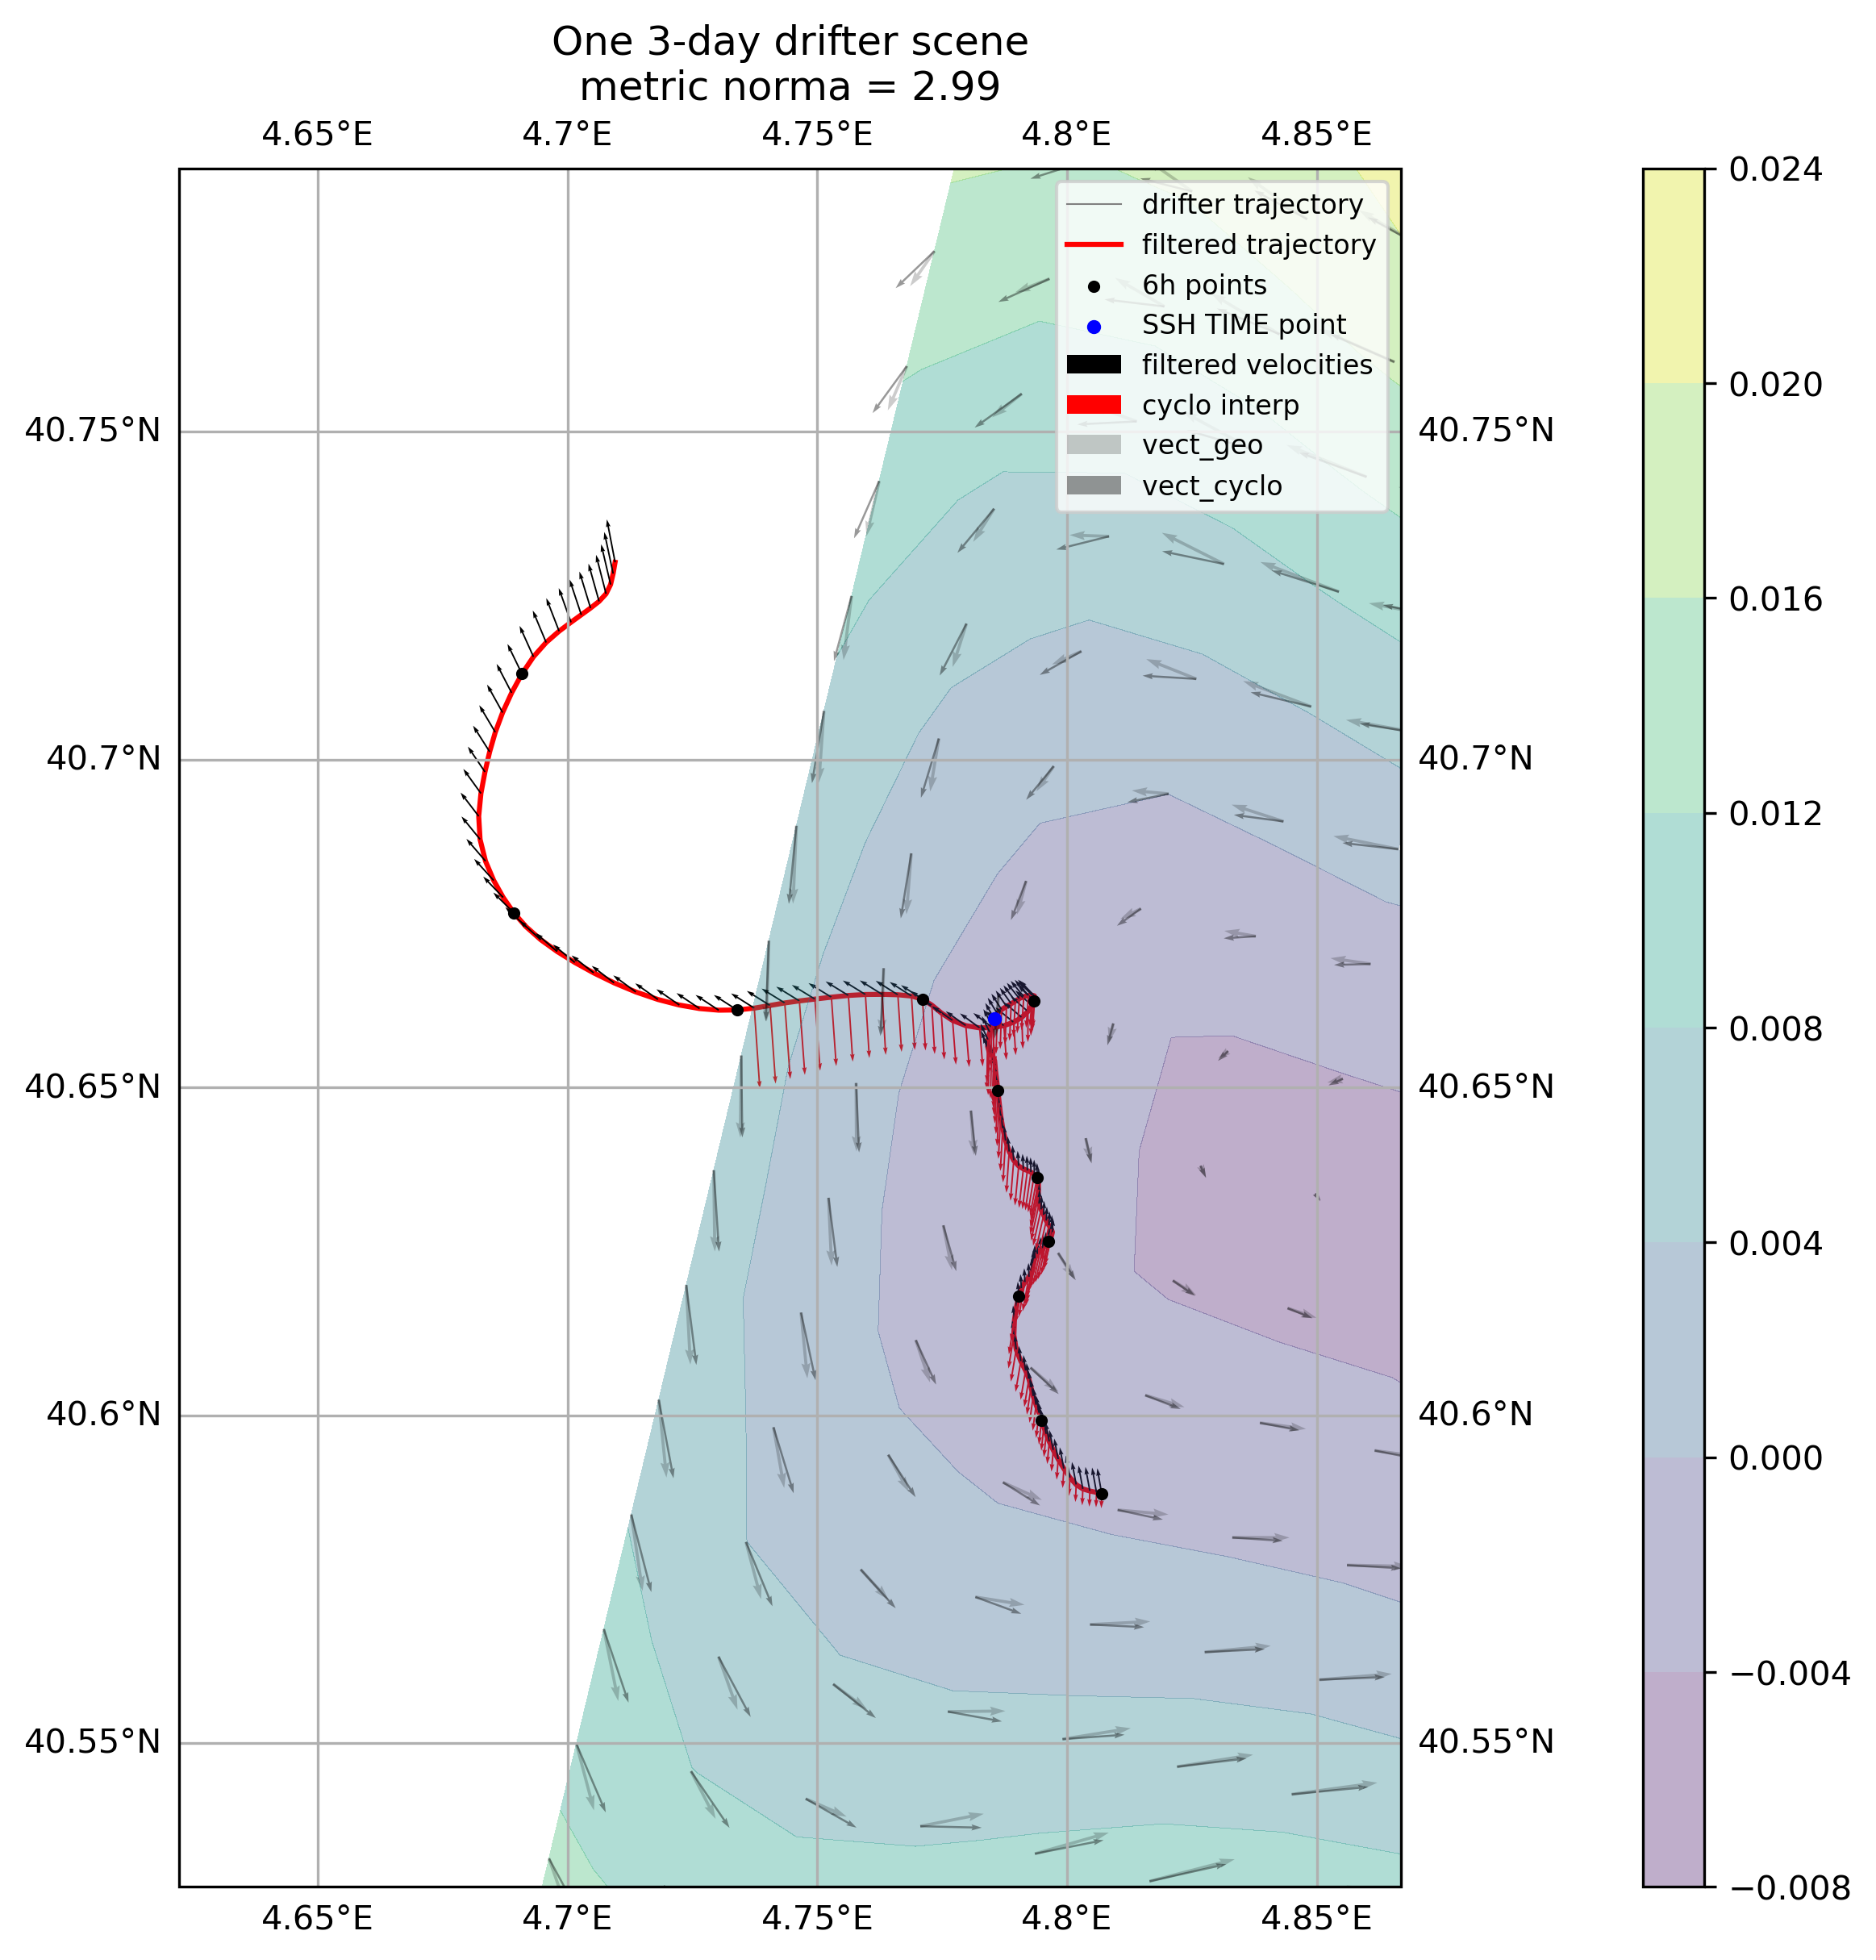 One 3-day drifter scene
metric norma = 2.99
4.65°E 4.7°E 4.75°E 4.8°E 4.85°E
drifter trajectory
filtered trajectory
6h points
SSH TIME point
filtered velocities
cyclo interp
vect_geo
vect_cyclo
40.75°N 40.75°N
40.7°N 40.7°N
40.65°N 40.65°N
40.6°N 40.6°N
40.55°N 40.55°N
4.65°E 4.7°E 4.75°E 4.8°E 4.85°E
0.024
0.020
0.016
0.012
0.008
0.004
0.000
−0.004
−0.008